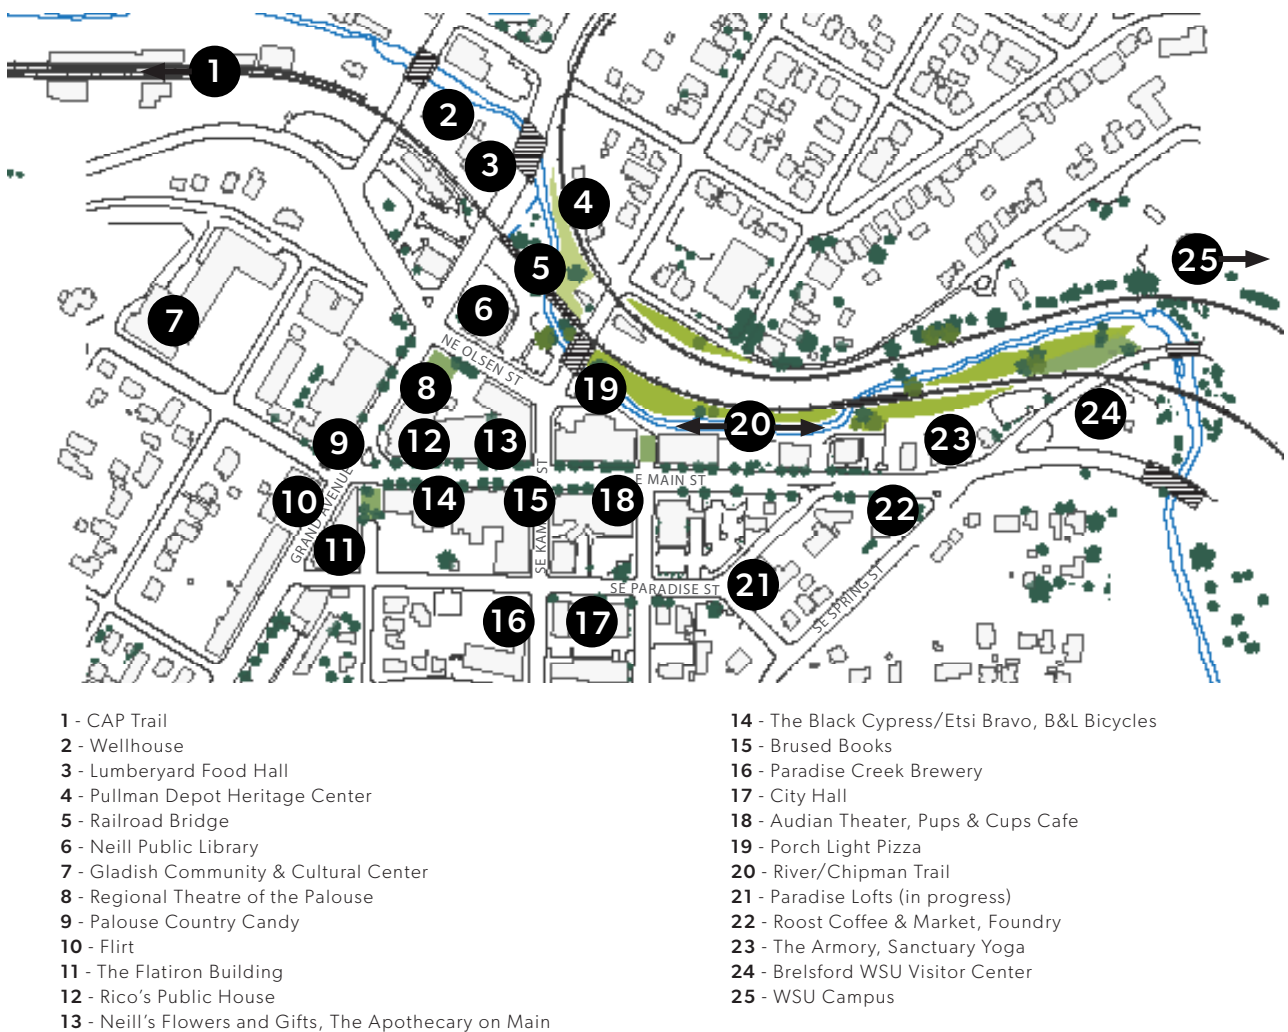 1
2
3
4
5
6
7
8
9
10
11
12
13
14
15
16
17
18
19
20
21
22
23
24
25
NE OLSEN ST
GRAND AVENUE
E MAIN ST
SE KAM
ST
SE PARADISE ST
SE SPRING ST
1 - CAP Trail
2 - Wellhouse
3 - Lumberyard Food Hall
4 - Pullman Depot Heritage Center
5 - Railroad Bridge
6 - Neill Public Library
7 - Gladish Community & Cultural Center
8 - Regional Theatre of the Palouse
9 - Palouse Country Candy
10 - Flirt
11 - The Flatiron Building
12 - Rico's Public House
13 - Neill's Flowers and Gifts, The Apothecary on Main
14 - The Black Cypress/Etsi Bravo, B&L Bicycles
15 - Brused Books
16 - Paradise Creek Brewery
17 - City Hall
18 - Audian Theater, Pups & Cups Cafe
19 - Porch Light Pizza
20 - River/Chipman Trail
21 - Paradise Lofts (in progress)
22 - Roost Coffee & Market, Foundry
23 - The Armory, Sanctuary Yoga
24 - Brelsford WSU Visitor Center
25 - WSU Campus